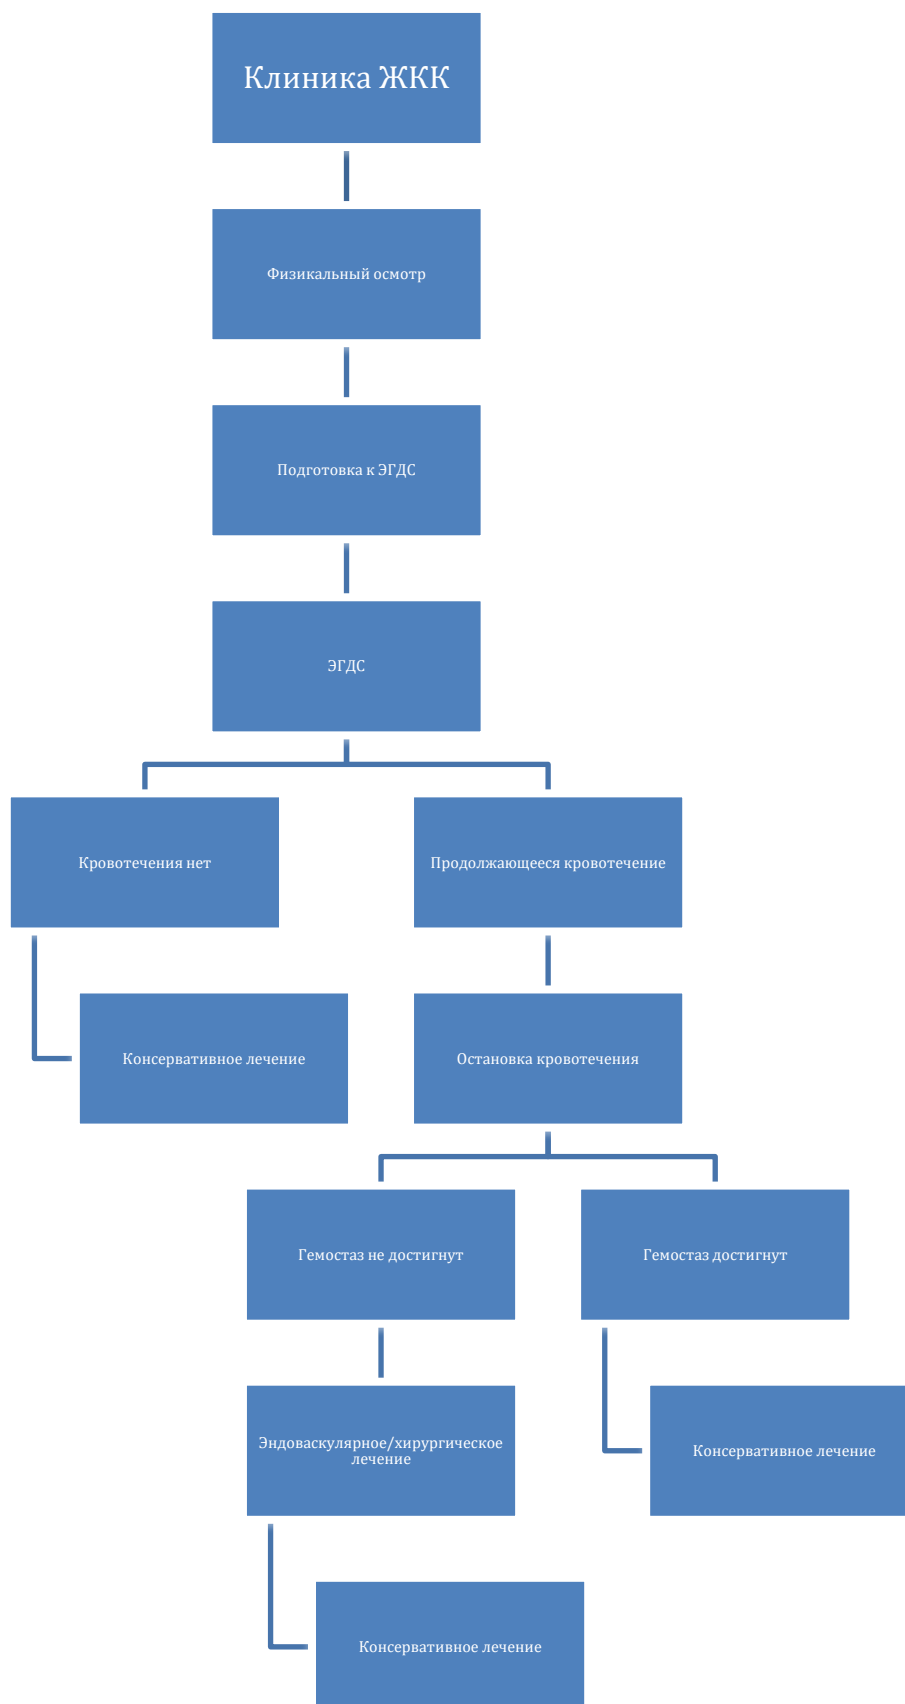 Клиника ЖКК
Физикальный осмотр
Подготовка к ЭГДС
ЭГДС
Кровотечения нет
Продолжающееся кровотечение
Консервативное лечение
Остановка кровотечения
Гемостаз не достигнут
Гемостаз достигнут
Эндоваскулярное/хирургическое
лечение
Консервативное лечение
Консервативное лечение